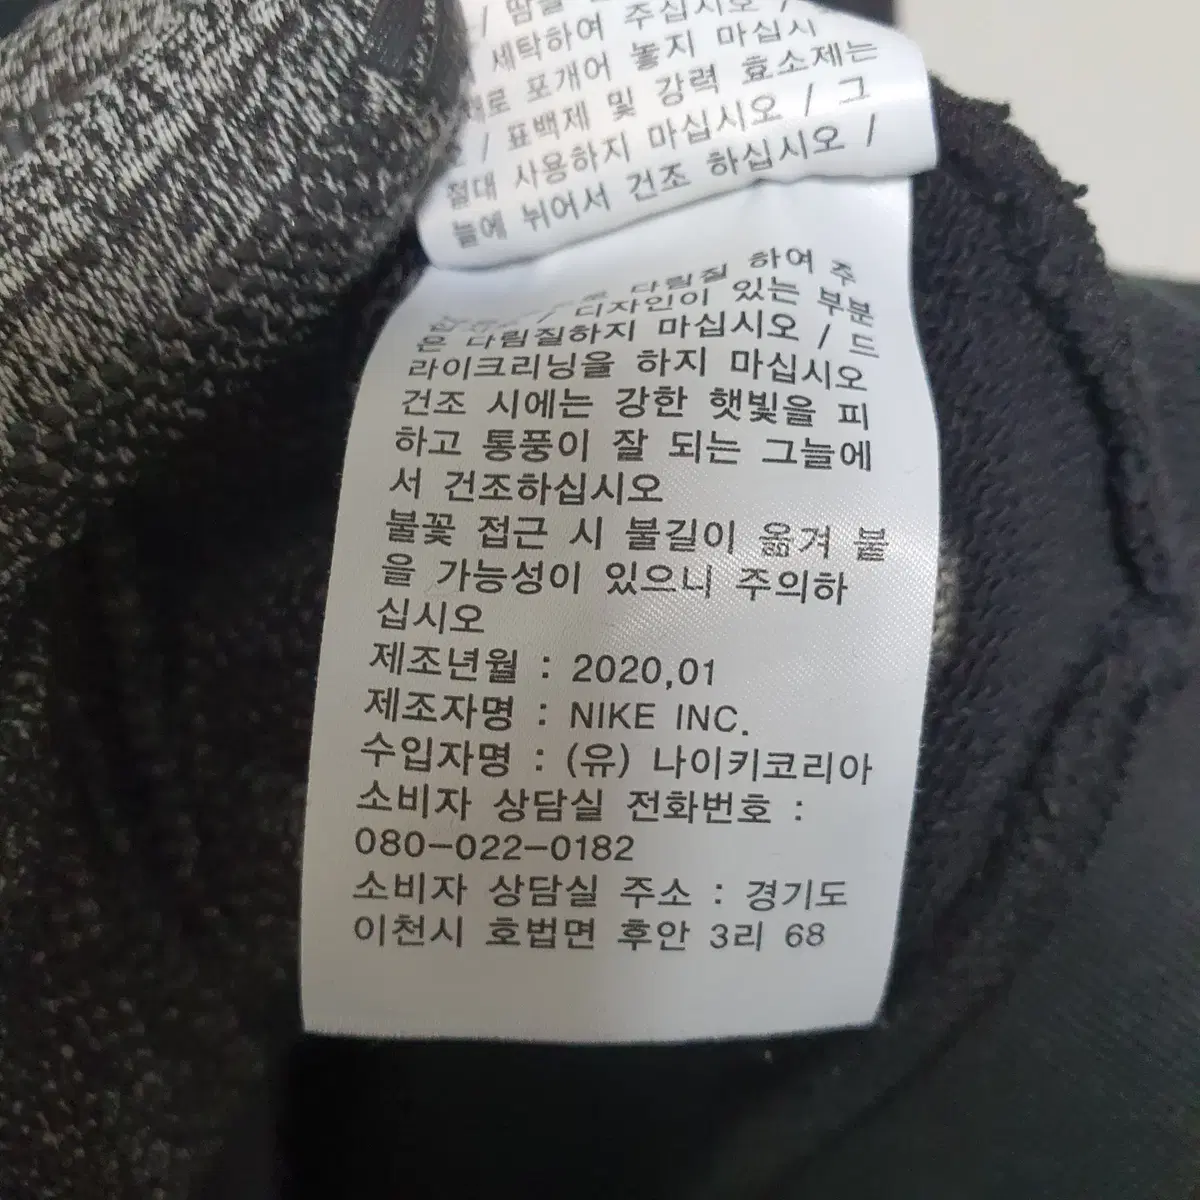 / 땀을
세탁하여 주십시오 /
채로 포개어 놓지 마십시
/ 표백제 및 강력 효소제는
절대 사용하지 마십시오 / 그
늘에 뉘어서 건조 하십시오 /
다림질 하여 주
/ 디자인이 있는 부분
은 다림질하지 마십시오 / 드
라이크리닝을 하지 마십시오
건조 시에는 강한 햇빛을 피
하고 통풍이 잘 되는 그늘에
서 건조하십시오
불꽃 접근 시 불길이 옮겨 붙
을 가능성이 있으니 주의하
십시오
제조년월 : 2020,01
제조자명 : NIKE INC.
수입자명 : (유) 나이키코리아
소비자 상담실 전화번호 :
080-022-0182
소비자 상담실 주소 : 경기도
이천시 호법면 후안 3리 68